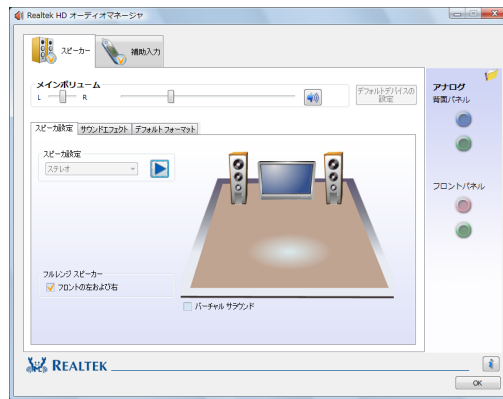 Realtek HD オーディオマネージャ
スピーカー
補助入力
メインボリューム
L
R
デフォルトデバイスの
設定
スピーカ設定
サウンドエフェクト
デフォルト フォーマット
スピーカ設定
ステレオ
フルレンジ スピーカー
フロントの左および右
バーチャル サラウンド
アナログ
背面パネル
フロントパネル
REALTEK
OK